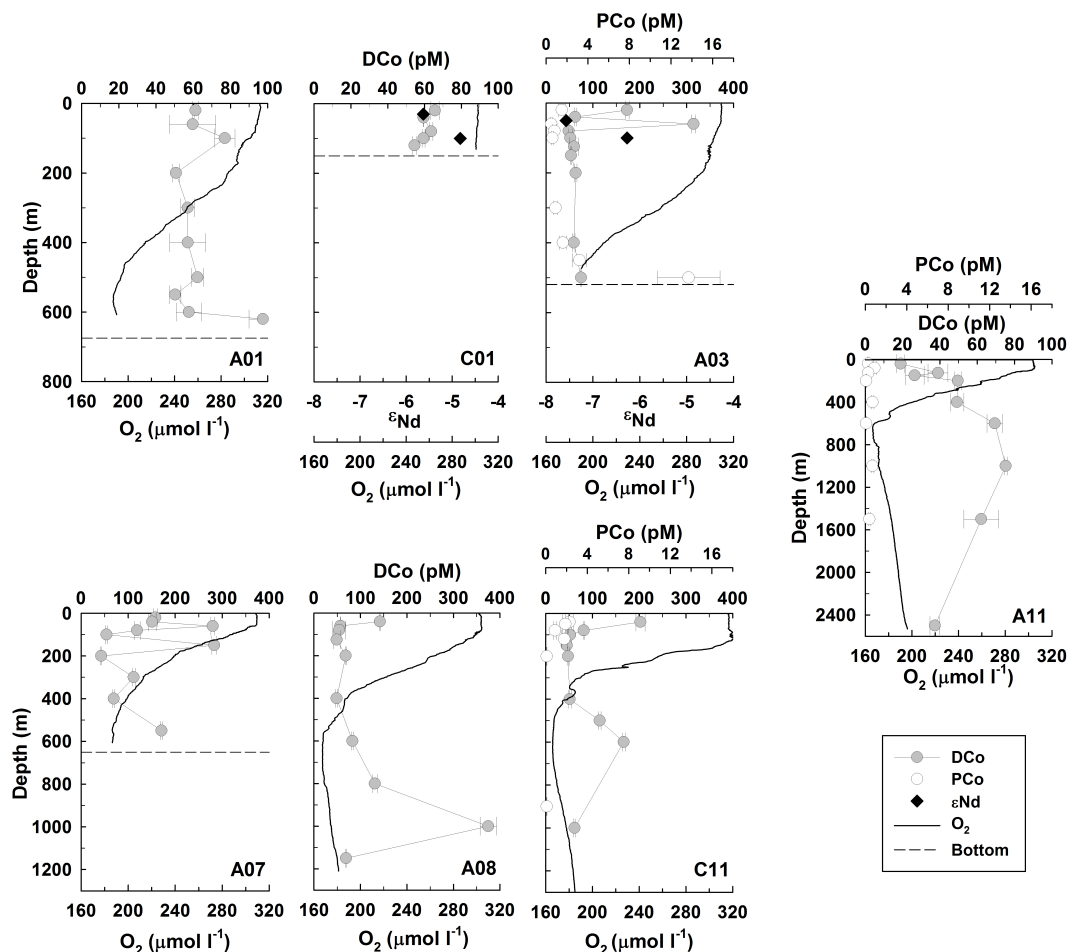 PCo (pM)
0 4 8 12 16
DCo (pM)
0 20 40 60 80 100
0 20 40 60 80 100
0 100 200 300 400
Depth (m)
0
200
400
600
800
A01
C01
A03
160 200 240 280 320
-8 -7 -6 -5 -4
-8 -7 -6 -5 -4
O₂ (μmol l⁻¹)
εNd
εNd
160 200 240 280 320
160 200 240 280 320
O₂ (μmol l⁻¹)
O₂ (μmol l⁻¹)
PCo (pM)
0 4 8 12 16
DCo (pM)
0 20 40 60 80 100
Depth (m)
0
400
800
1200
1600
2000
2400
A11
160 200 240 280 320
O₂ (μmol l⁻¹)
PCo (pM)
0 4 8 12 16
DCo (pM)
0 100 200 300 400
0 100 200 300 400
0 100 200 300 400
Depth (m)
0
200
400
600
800
1000
1200
A07
A08
C11
160 200 240 280 320
160 200 240 280 320
160 200 240 280 320
O₂ (μmol l⁻¹)
O₂ (μmol l⁻¹)
O₂ (μmol l⁻¹)
DCo
PCo
εNd
O₂
Bottom